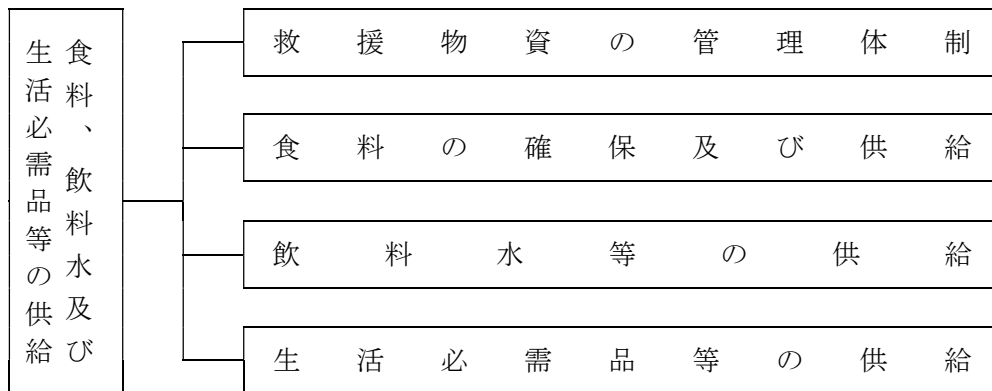 食料、飲料水及び
生活必需品等の供給
救援物資の管理体制
食料の確保及び供給
飲料水等の供給
生活必需品等の供給